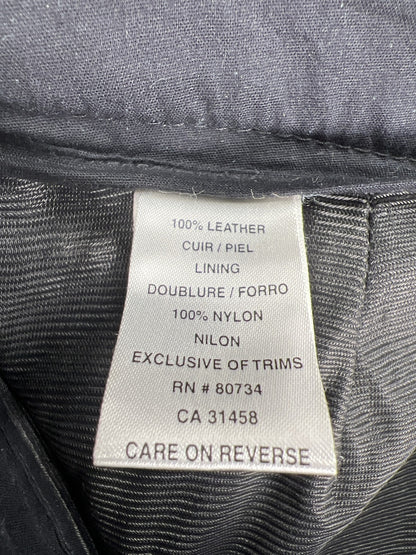 100% LEATHER
CUIR / PIEL
LINING
DOUBLURE / FORRO
100% NYLON
NILON
EXCLUSIVE OF TRIMS
RN # 80734
CA 31458
CARE ON REVERSE